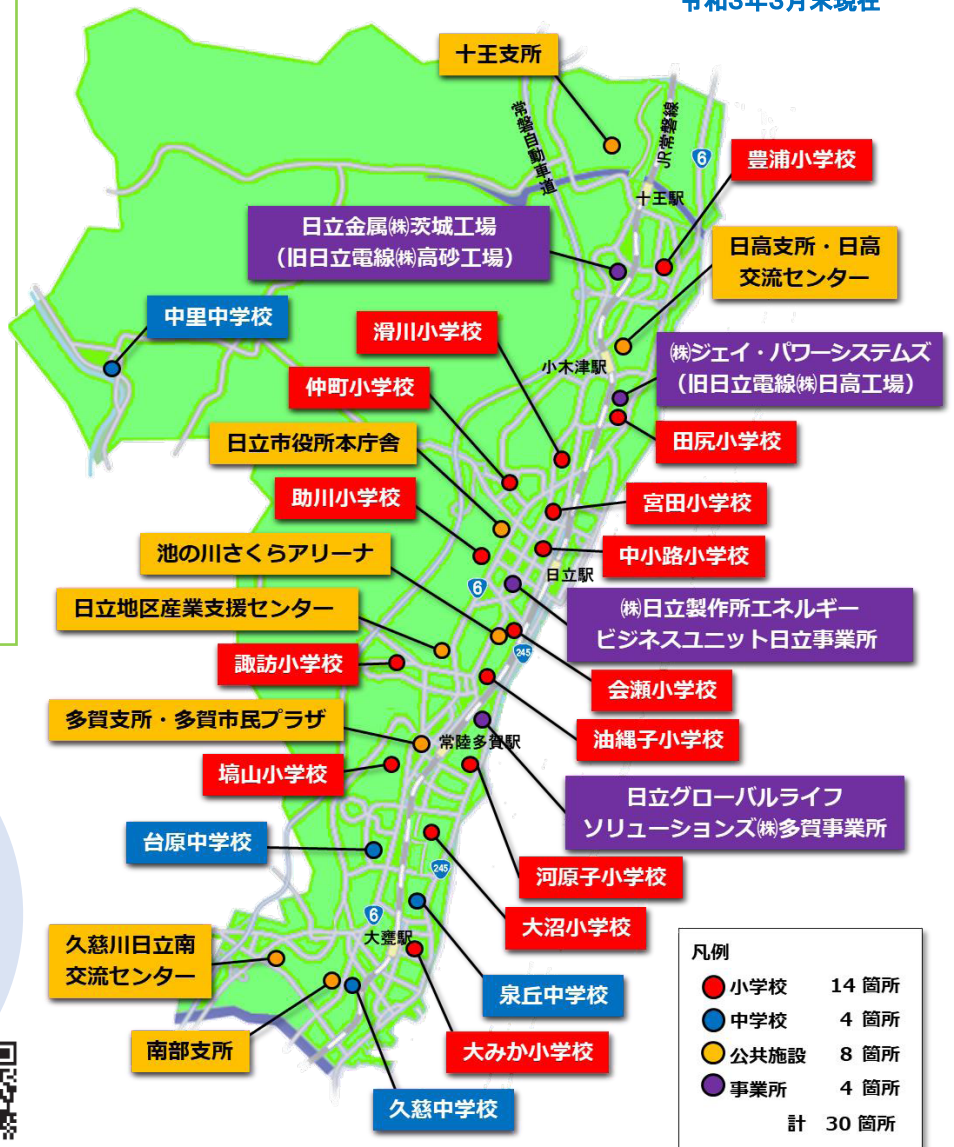 令和3年3月末現在
十王支所
常磐自動車道
JR常磐線
6
豊浦小学校
十王駅
日立金属㈱茨城工場
（旧日立電線㈱高砂工場）
日高支所・日高
交流センター
中里中学校
滑川小学校
小木津駅
㈱ジェイ・パワーシステムズ
（旧日立電線㈱日高工場）
仲町小学校
田尻小学校
日立市役所本庁舎
助川小学校
宮田小学校
池の川さくらアリーナ
中小路小学校
日立駅
6
日立地区産業支援センター
㈱日立製作所エネルギー
ビジネスユニット日立事業所
245
諏訪小学校
会瀬小学校
多賀支所・多賀市民プラザ
常陸多賀駅
油縄子小学校
塙山小学校
日立グローバルライフ
ソリューションズ㈱多賀事業所
台原中学校
245
河原子小学校
6
大甕駅
大沼小学校
久慈川日立南
交流センター
泉丘中学校
南部支所
大みか小学校
久慈中学校
凡例
小学校 14 箇所
中学校 4 箇所
公共施設 8 箇所
事業所 4 箇所
計 30 箇所